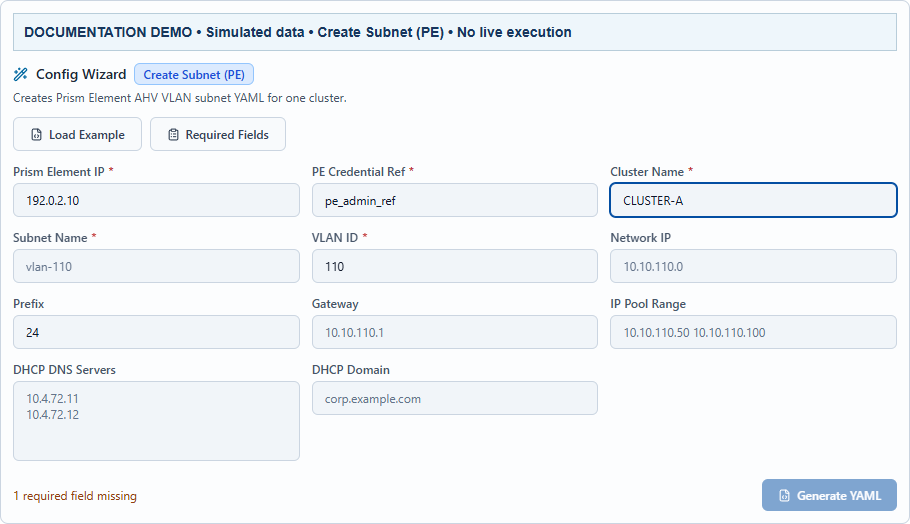 DOCUMENTATION DEMO • Simulated data • Create Subnet (PE) • No live execution
Config Wizard Create Subnet (PE)
Creates Prism Element AHV VLAN subnet YAML for one cluster.
Load Example Required Fields
Prism Element IP * PE Credential Ref * Cluster Name *
192.0.2.10 pe_admin_ref CLUSTER-A
Subnet Name * VLAN ID * Network IP
vlan-110 110 10.10.110.0
Prefix Gateway IP Pool Range
24 10.10.110.1 10.10.110.50 10.10.110.100
DHCP DNS Servers DHCP Domain
10.4.72.11 corp.example.com
10.4.72.12
1 required field missing Generate YAML